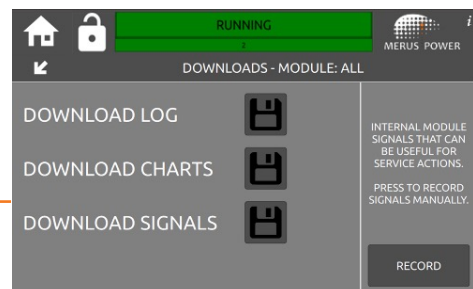 RUNNING
2
i
MERUS POWER
DOWNLOADS - MODULE: ALL
DOWNLOAD LOG
DOWNLOAD CHARTS
DOWNLOAD SIGNALS
INTERNAL MODULE
SIGNALS THAT CAN
BE USEFUL FOR
SERVICE ACTIONS.
PRESS TO RECORD
SIGNALS MANUALLY.
RECORD